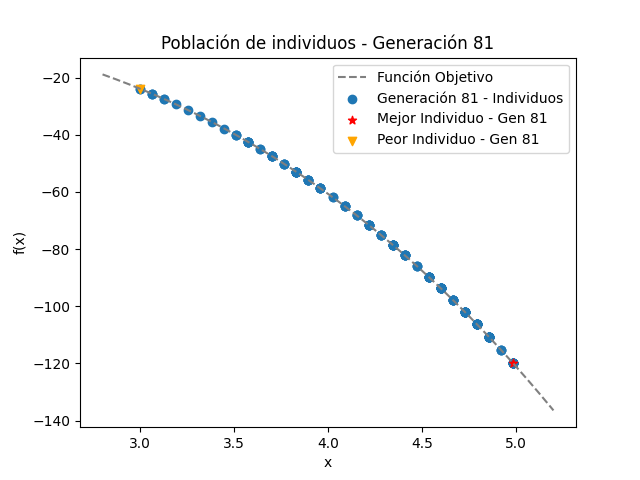 Población de individuos - Generación 81
Función Objetivo
Generación 81 - Individuos
Mejor Individuo - Gen 81
Peor Individuo - Gen 81
−20
−40
−60
−80
−100
−120
−140
f(x)
3.0 3.5 4.0 4.5 5.0
x